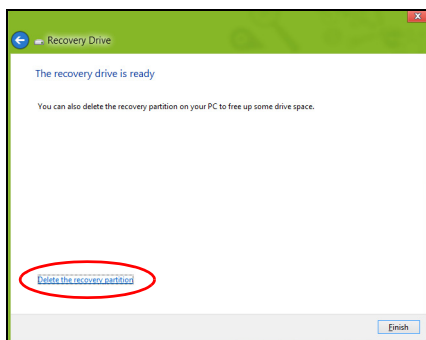 x
Recovery Drive
The recovery drive is ready
You can also delete the recovery partition on your PC to free up some drive space.
Delete the recovery partition
Finish